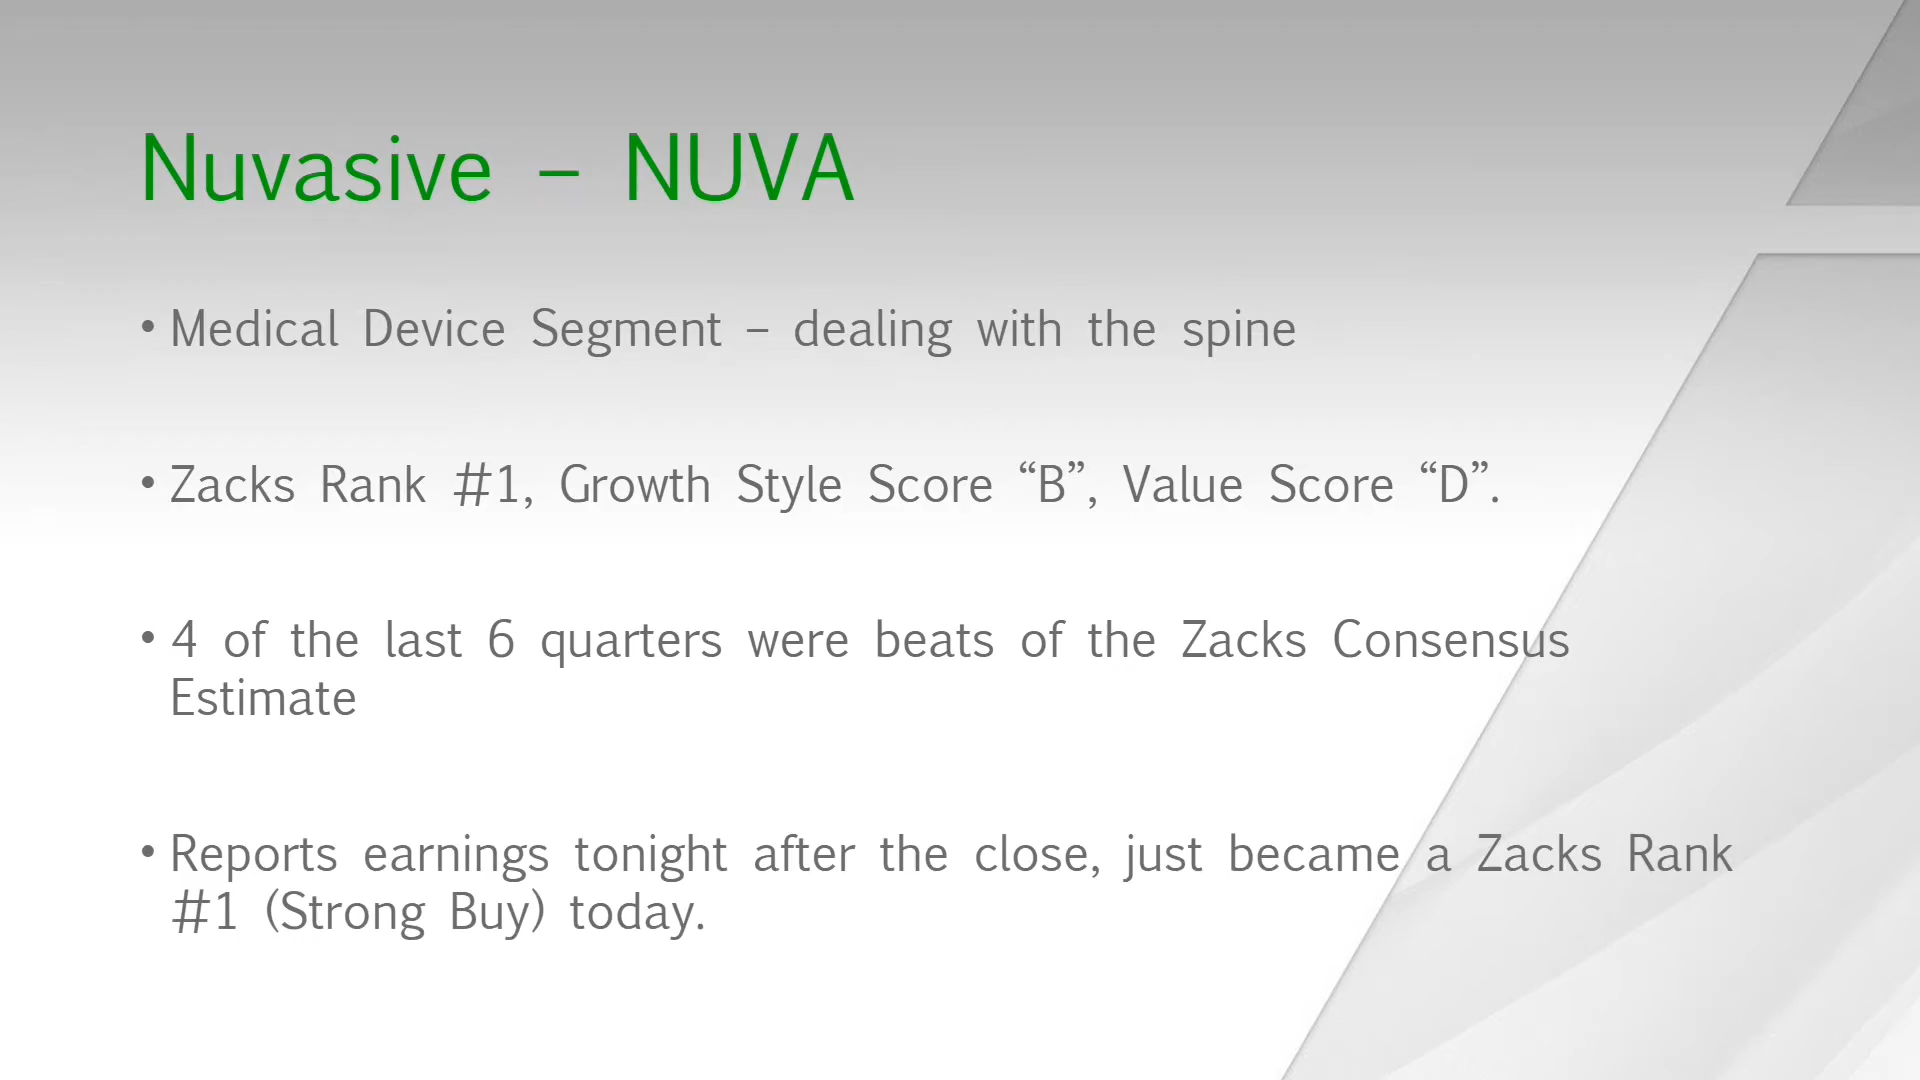 Nuvasive – NUVA
• Medical Device Segment – dealing with the spine
• Zacks Rank #1, Growth Style Score “B”, Value Score “D”.
• 4 of the last 6 quarters were beats of the Zacks Consensus
Estimate
• Reports earnings tonight after the close, just became a Zacks Rank
#1 (Strong Buy) today.